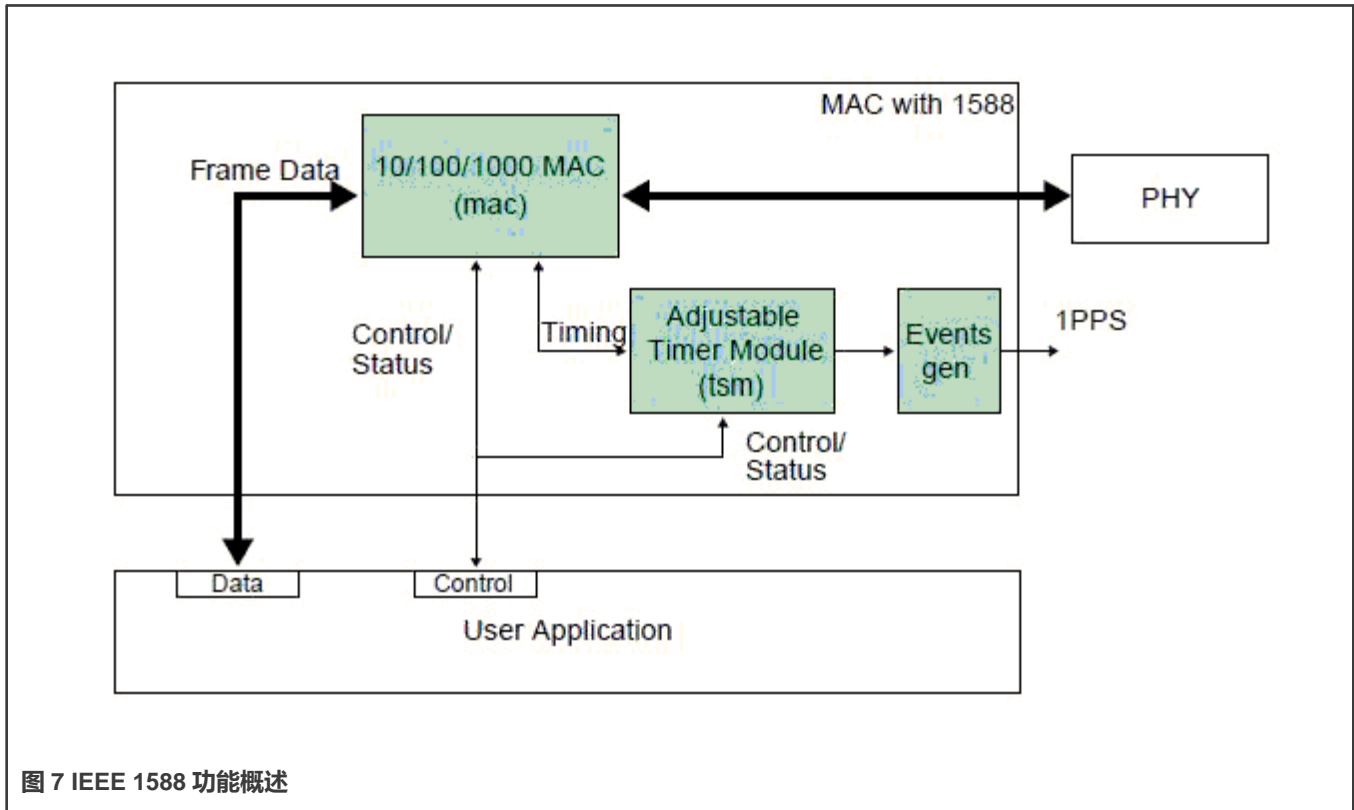 MAC with 1588
Frame Data
10/100/1000 MAC
(mac)
PHY
Control/
Status
Timing
Adjustable
Timer Module
(tsm)
Events
gen
1PPS
Control/
Status
Data
Control
User Application
图 7 IEEE 1588 功能概述